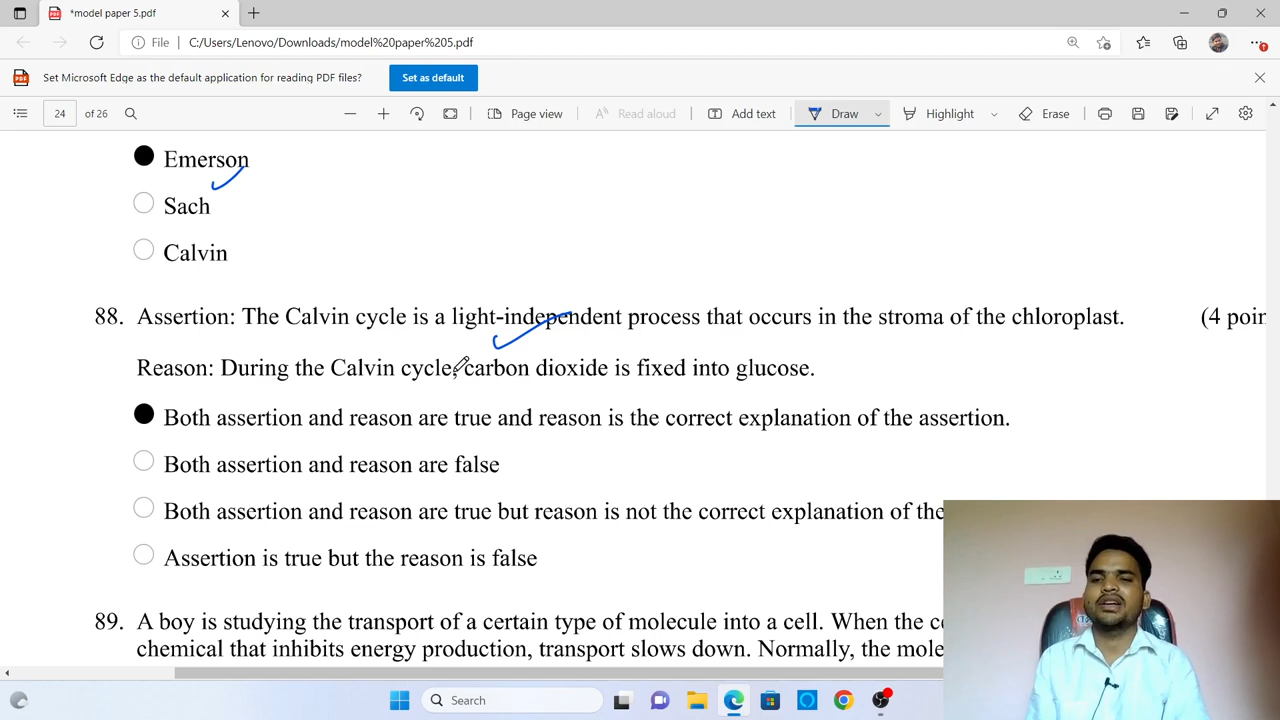 *model paper 5.pdf
File C:/Users/Lenovo/Downloads/model%20paper%205.pdf
Set Microsoft Edge as the default application for reading PDF files? Set as default
24 of 26 Page view Read aloud Add text Draw Highlight Erase
Emerson
Sach
Calvin
88. Assertion: The Calvin cycle is a light-independent process that occurs in the stroma of the chloroplast. (4 poin
Reason: During the Calvin cycle, carbon dioxide is fixed into glucose.
Both assertion and reason are true and reason is the correct explanation of the assertion.
Both assertion and reason are false
Both assertion and reason are true but reason is not the correct explanation of the
Assertion is true but the reason is false
89. A boy is studying the transport of a certain type of molecule into a cell. When the c
chemical that inhibits energy production, transport slows down. Normally, the mole
Search